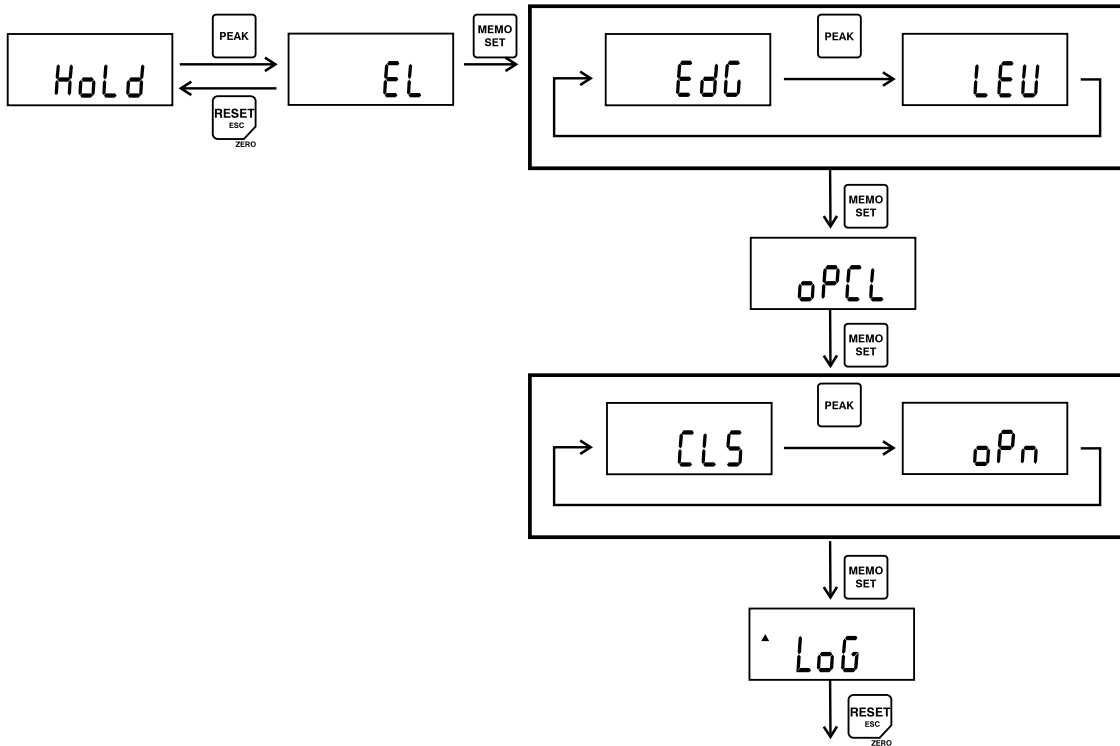 PEAK
MEMO
SET
HoLd
EL
RESET
ESC
ZERO
PEAK
EdG
LEU
MEMO
SET
oPCL
MEMO
SET
PEAK
CLS
oPn
MEMO
SET
▲ LoG
RESET
ESC
ZERO